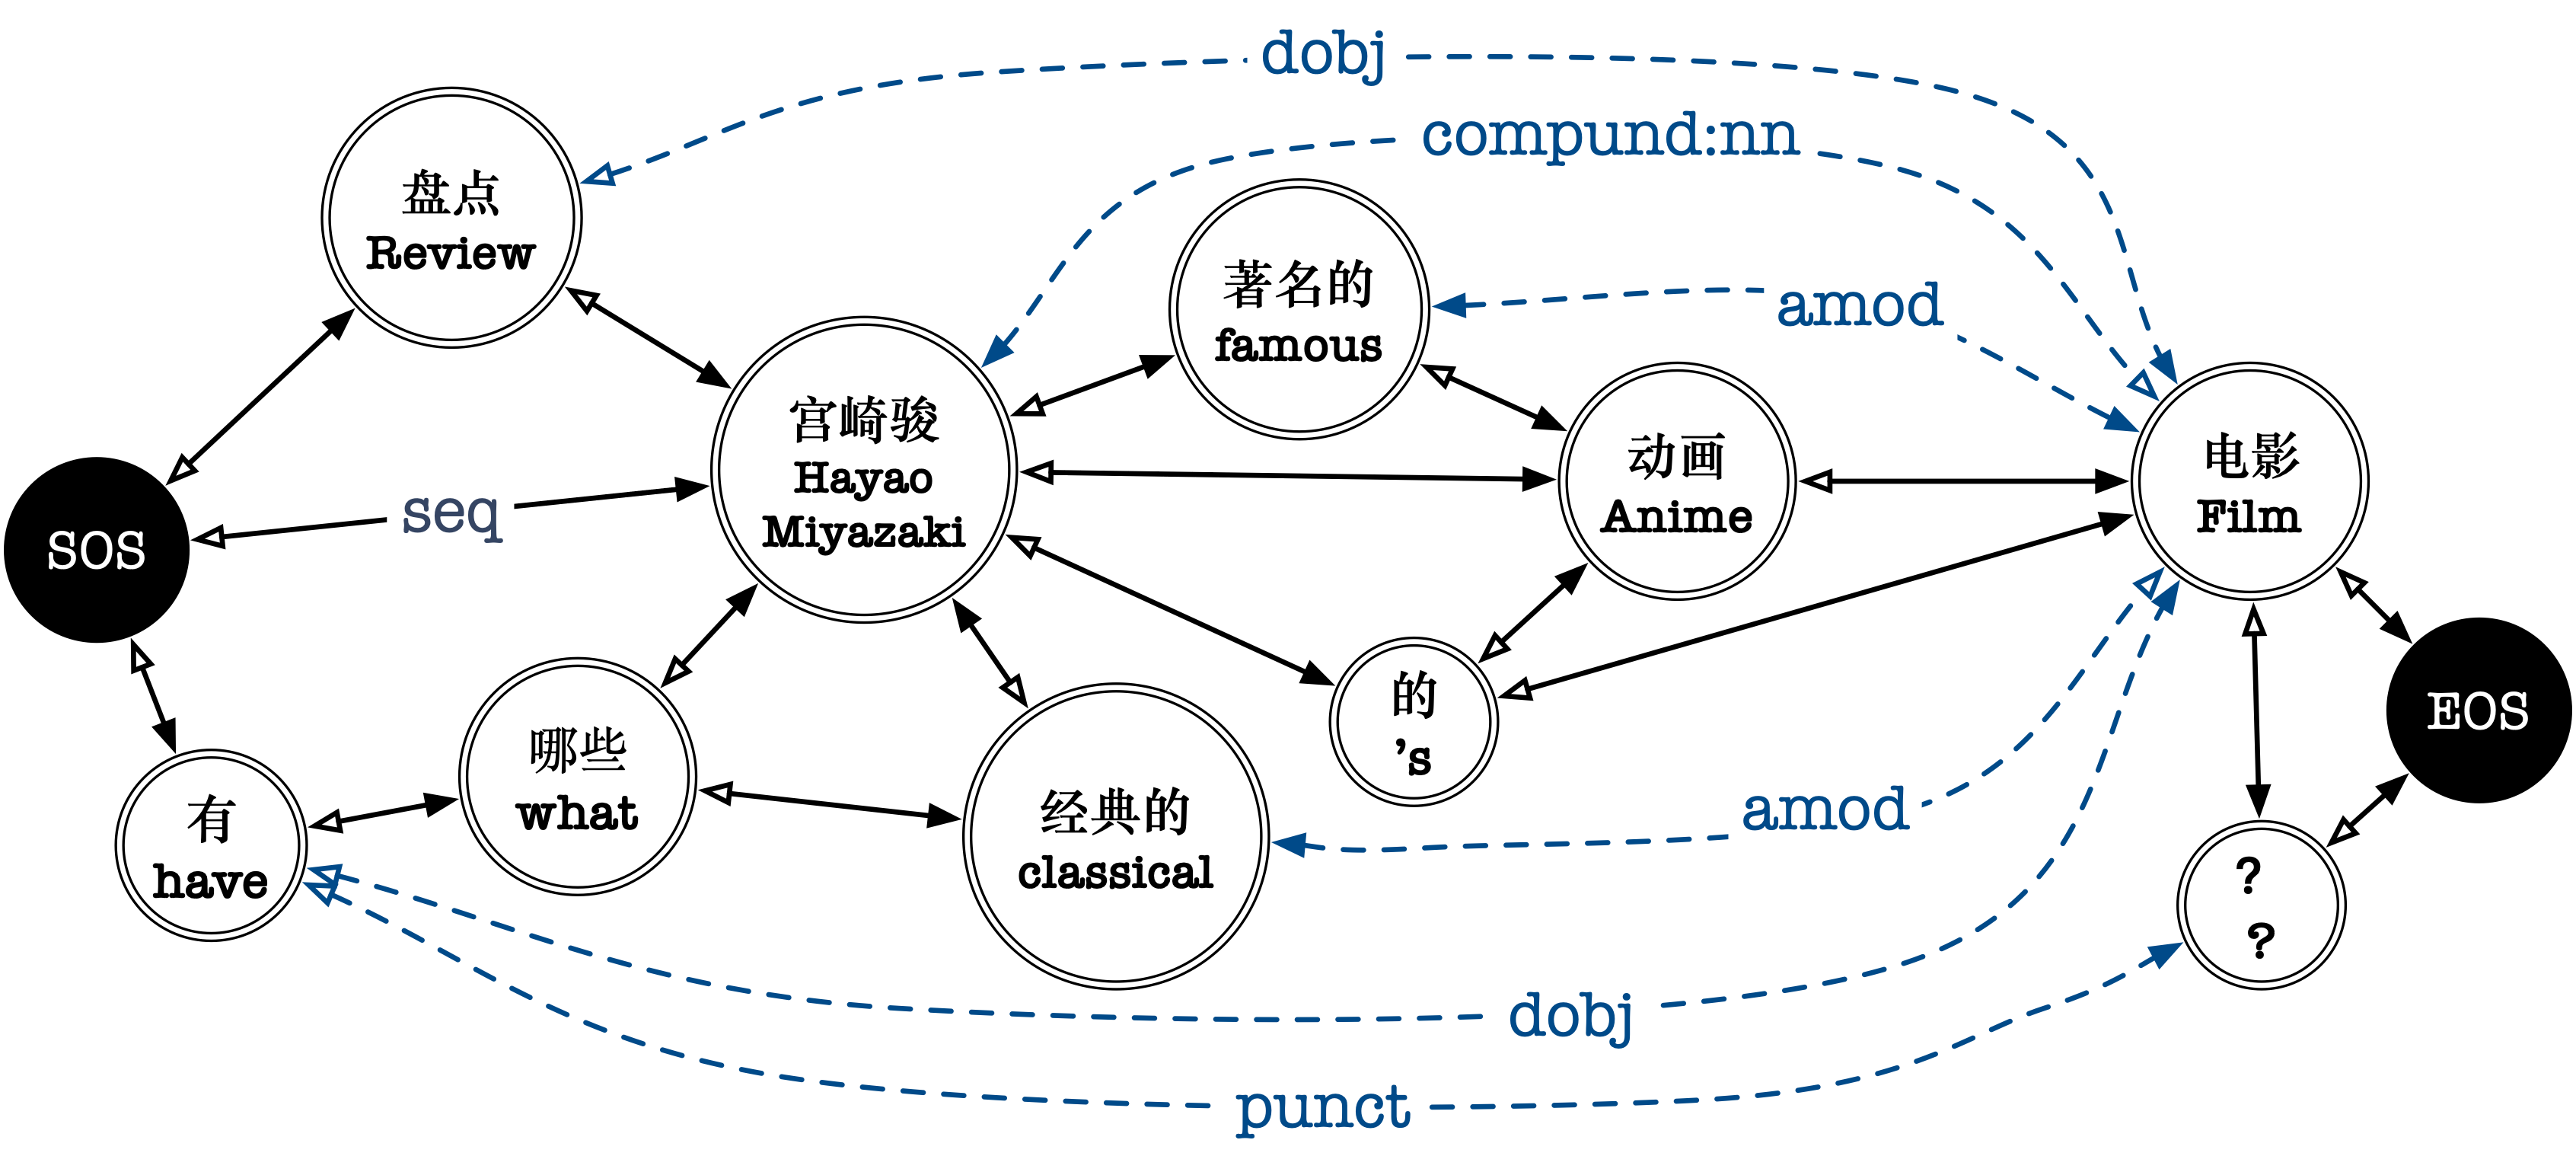 dobj
compund:nn
盘点
Review
著名的
famous
amod
宫崎骏
Hayao
Miyazaki
动画
Anime
电影
Film
SOS
seq
的
's
EOS
哪些
what
有
have
经典的
classical
amod
?
?
dobj
punct